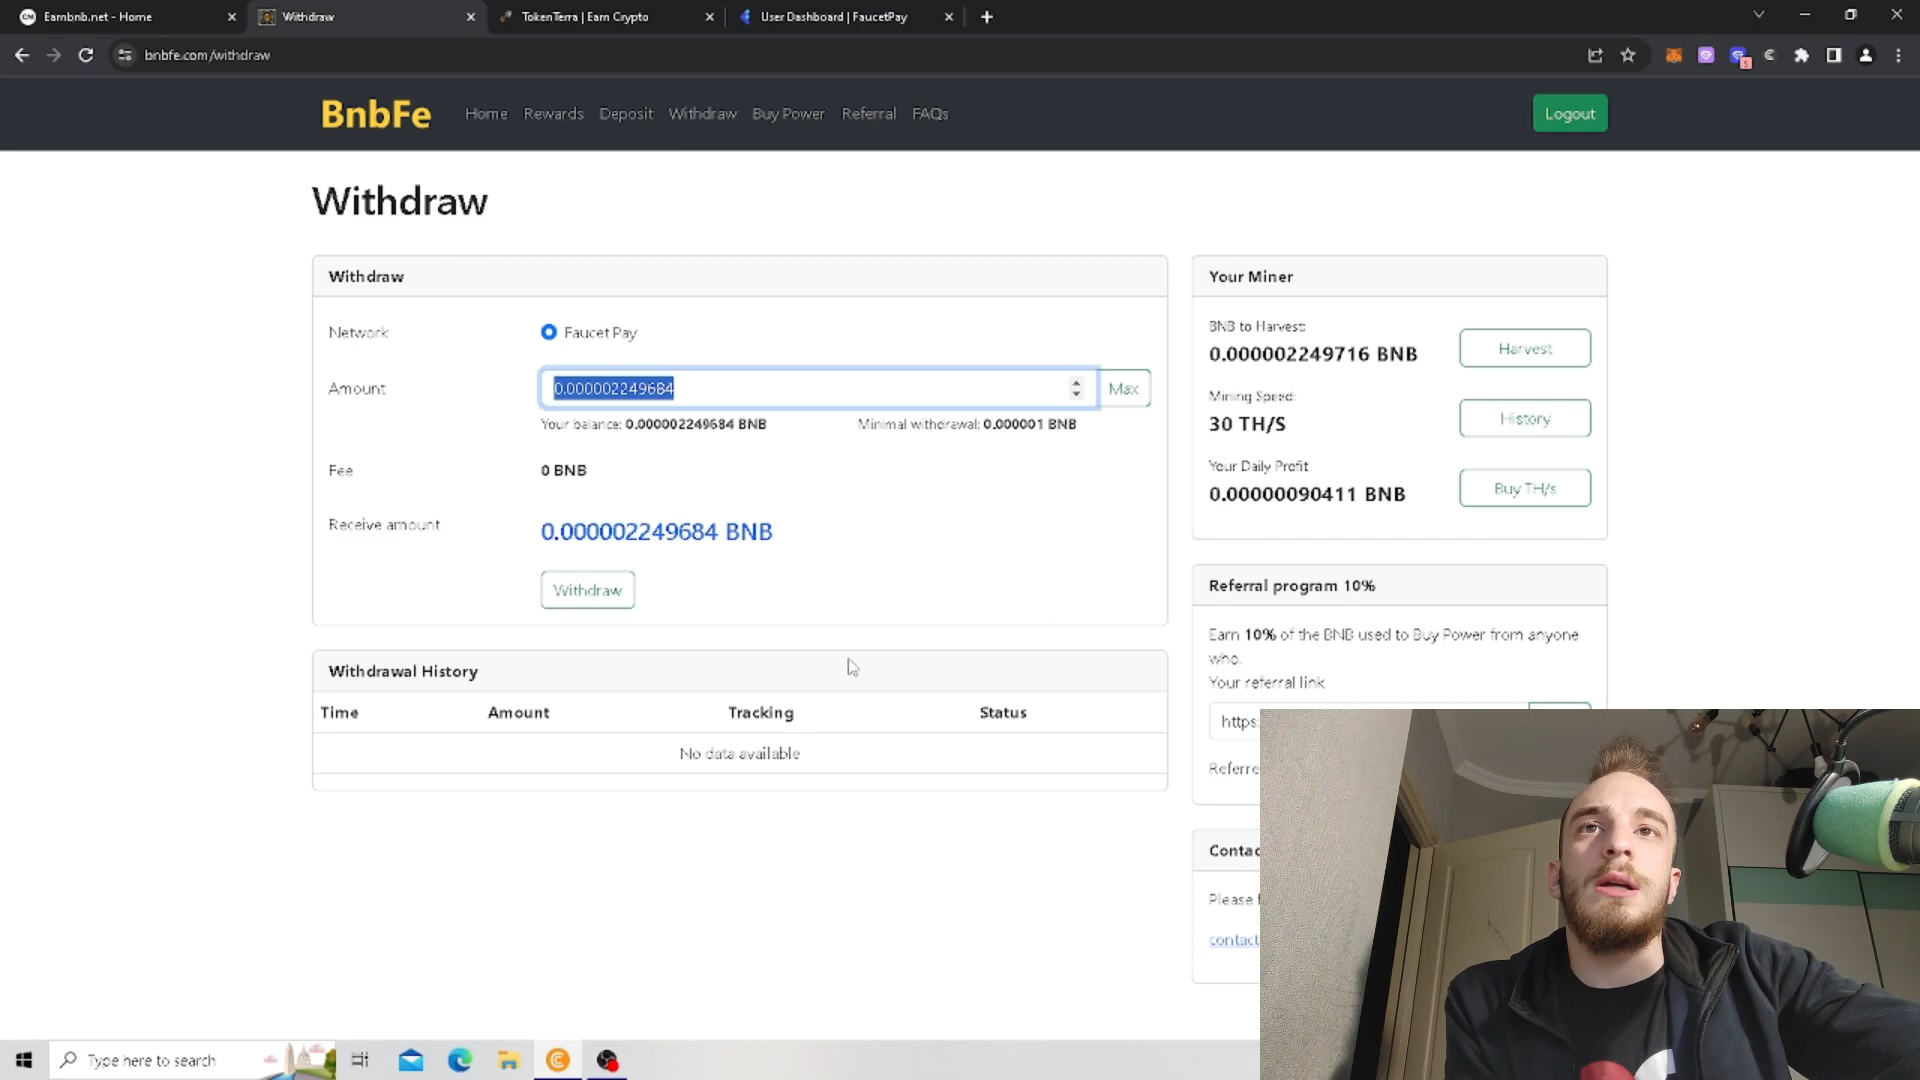 Earnbnb.net - Home
Withdraw
TokenTerra | Earn Crypto
User Dashboard | FaucetPay
bnbfe.com/withdraw
5
BnbFe
Home
Rewards
Deposit
Withdraw
Buy Power
Referral
FAQs
Logout
Withdraw
Withdraw
Network
Faucet Pay
Amount
0.000002249684
Max
Your balance: 0.000002249684 BNB
Minimal withdrawal: 0.000001 BNB
Fee
0 BNB
Receive amount
0.000002249684 BNB
Withdraw
Withdrawal History
Time
Amount
Tracking
Status
No data available
Your Miner
BNB to Harvest:
0.000002249716 BNB
Harvest
Mining Speed:
30 TH/S
History
Your Daily Profit
0.00000090411 BNB
Buy TH/s
Referral program 10%
Earn 10% of the BNB used to Buy Power from anyone
who.
Your referral link
https:
Referre
Contac
Please
contact
Type here to search